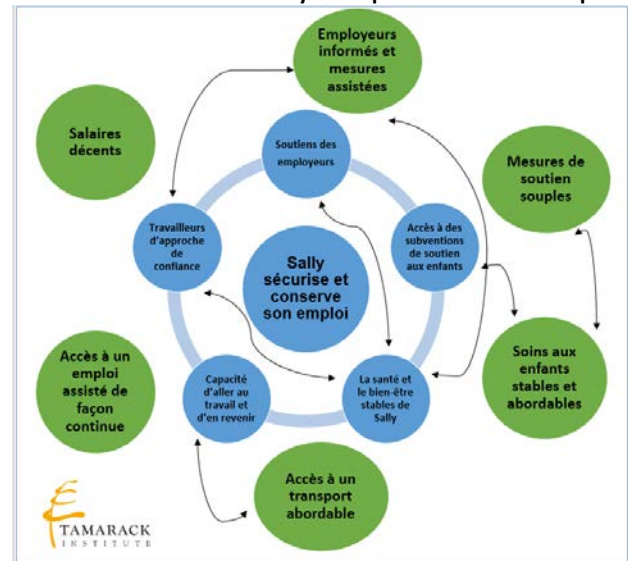 Employeurs
informés et
mesures
assistées
Salaires
décents
Soutiens des
employeurs
Mesures de
soutien
souples
Travailleurs
d'approche
de
confiance
Accès à des
subventions
de soutien
aux enfants
Sally
sécurise et
conserve
son emploi
Accès à un
emploi
assisté de
façon
continue
Capacité
d'aller au
travail et
d'en revenir
La santé et
le bien-être
stables de
Sally
Soins aux
enfants
stables et
abordables
Accès à un
transport
abordable
TAMARACK
INSTITUTE